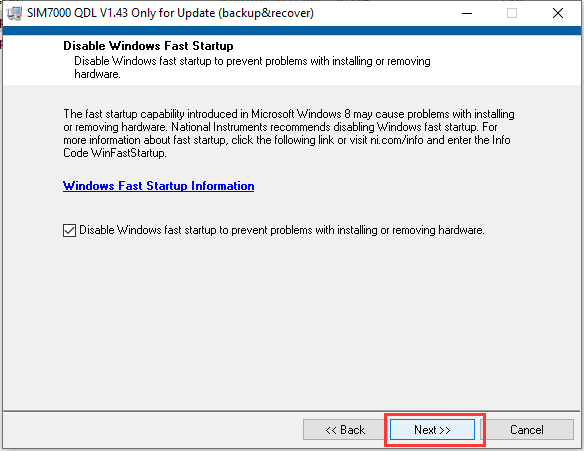 SIM7000 QDL V1.43 Only for Update (backup&recover)
Disable Windows Fast Startup
Disable Windows fast startup to prevent problems with installing or removing
hardware.
The fast startup capability introduced in Microsoft Windows 8 may cause problems with installing
or removing hardware. National Instruments recommends disabling Windows fast startup. For
more information about fast startup, click the following link or visit ni.com/info and enter the Info
Code WinFastStartup.
Windows Fast Startup Information
Disable Windows fast startup to prevent problems with installing or removing hardware.
<< Back
Next >>
Cancel